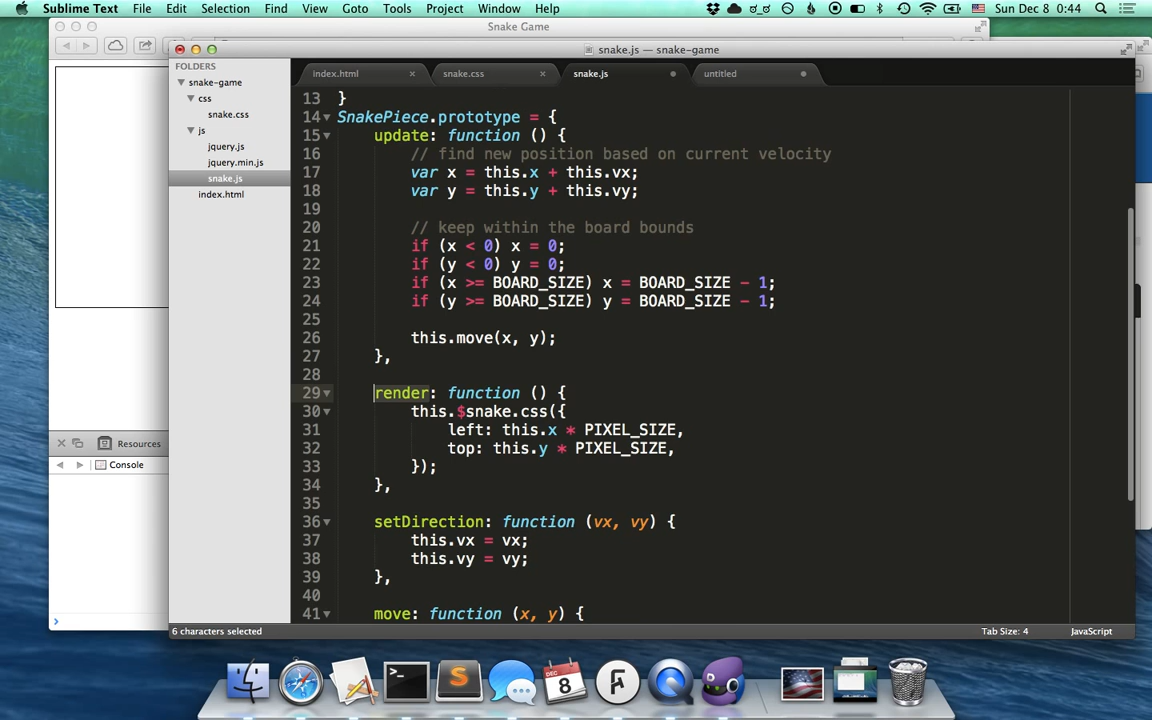 Sublime Text File Edit Selection Find View Goto Tools Project Window Help Sun Dec 8 0:44
Snake Game
snake.js — snake-game
FOLDERS
snake-game
css
snake.css
js
jquery.js
jquery.min.js
snake.js
index.html
index.html × snake.css × snake.js untitled
13 }
14 SnakePiece.prototype = {
15 update: function () {
16 // find new position based on current velocity
17 var x = this.x + this.vx;
18 var y = this.y + this.vy;
19
20 // keep within the board bounds
21 if (x < 0) x = 0;
22 if (y < 0) y = 0;
23 if (x >= BOARD_SIZE) x = BOARD_SIZE - 1;
24 if (y >= BOARD_SIZE) y = BOARD_SIZE - 1;
25
26 this.move(x, y);
27 },
28
29 render: function () {
30 this.$snake.css({
31 left: this.x * PIXEL_SIZE,
32 top: this.y * PIXEL_SIZE,
33 });
34 },
35
36 setDirection: function (vx, vy) {
37 this.vx = vx;
38 this.vy = vy;
39 },
40
41 move: function (x, y) {
Resources
Console
6 characters selected Tab Size: 4 JavaScript
DEC
8